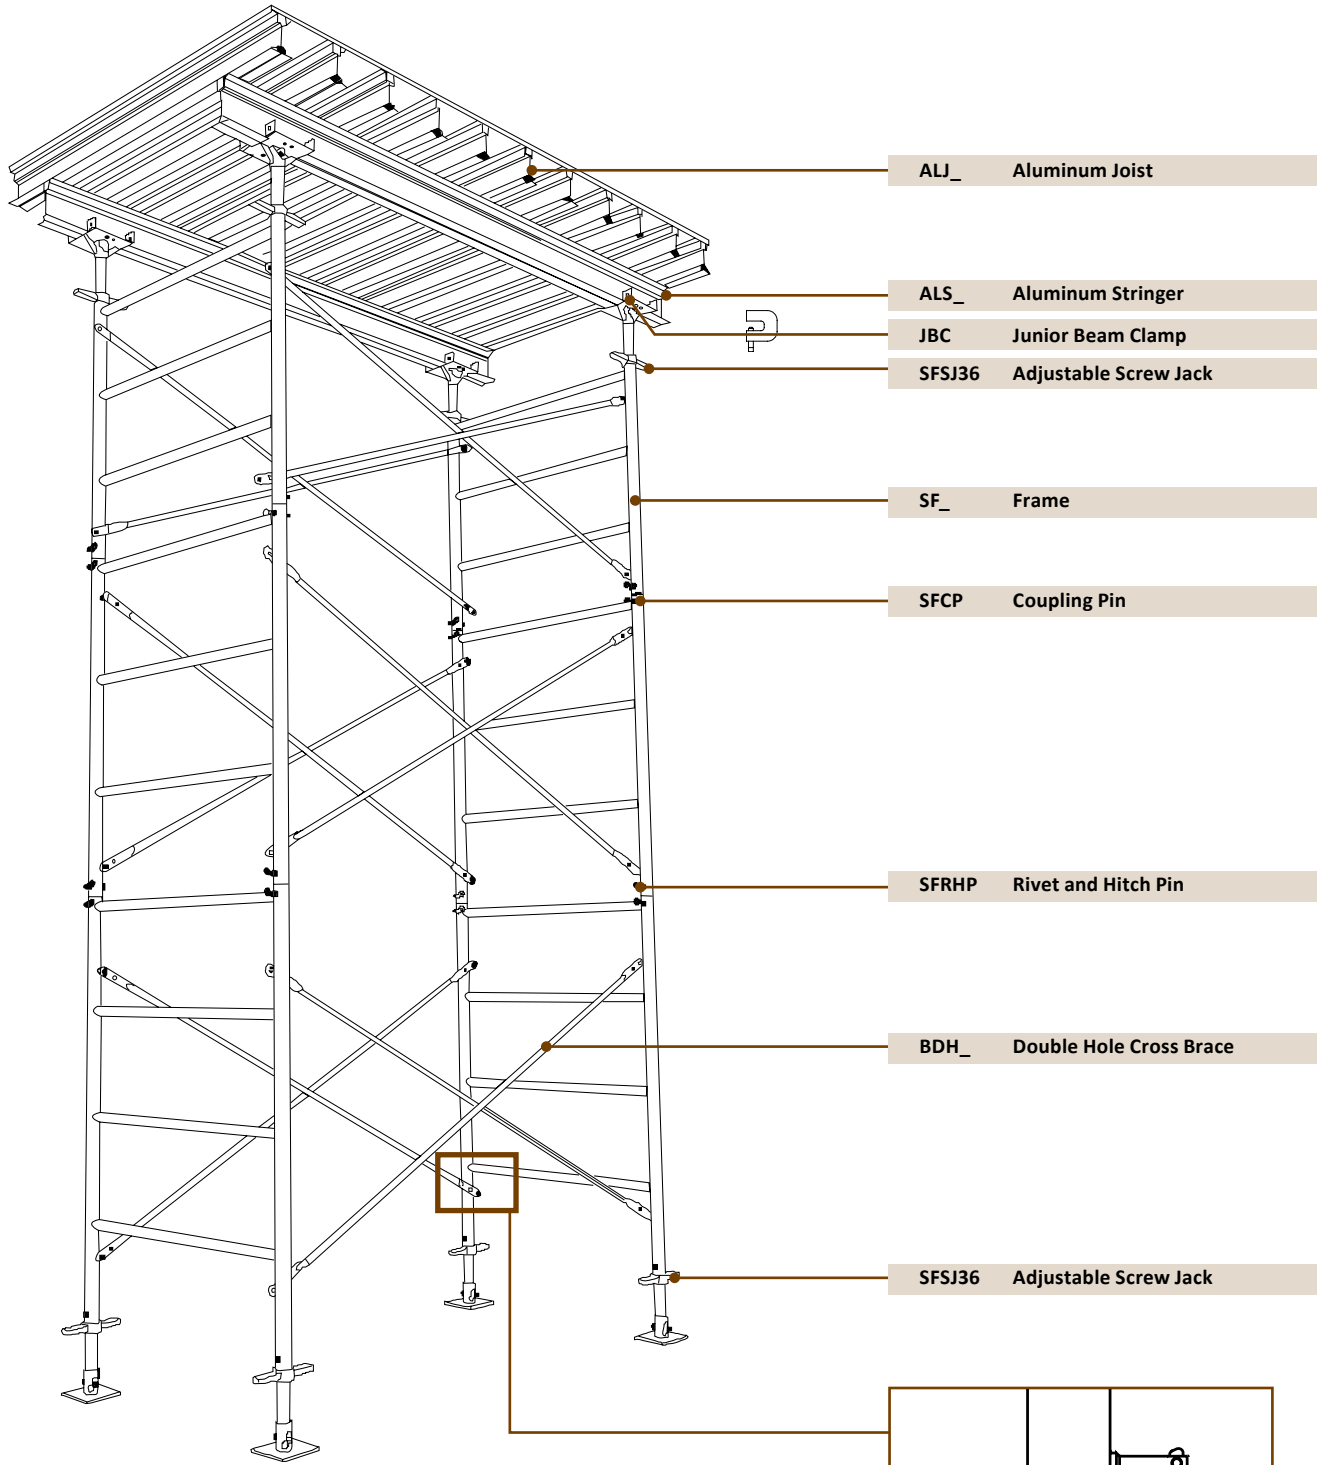 ALJ_ Aluminum Joist
ALS_ Aluminum Stringer
JBC Junior Beam Clamp
SFSJ36 Adjustable Screw Jack
SF_ Frame
SFCP Coupling Pin
SFRHP Rivet and Hitch Pin
BDH_ Double Hole Cross Brace
SFSJ36 Adjustable Screw Jack